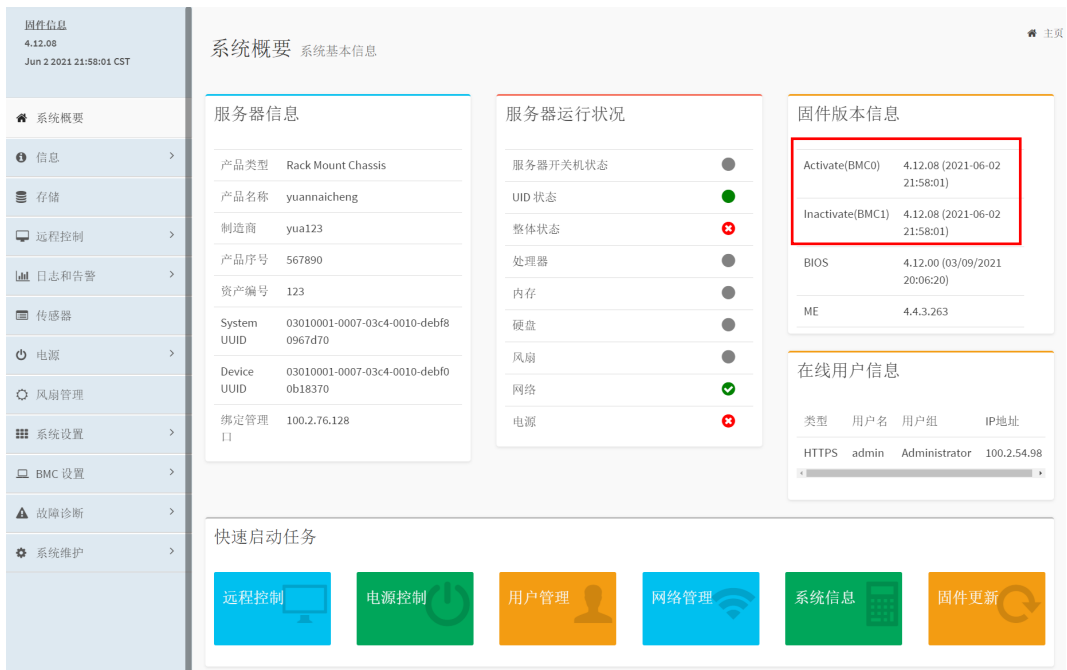 固件信息
4.12.08
Jun 2 2021 21:58:01 CST
系统概要
信息
存储
远程控制
日志和告警
传感器
电源
风扇管理
系统设置
BMC 设置
故障诊断
系统维护
系统概要 系统基本信息
主页
服务器信息
产品类型 Rack Mount Chassis
产品名称 yuannaicheng
制造商 yua123
产品序号 567890
资产编号 123
System 03010001-0007-03c4-0010-debf8
UUID 0967d70
Device 03010001-0007-03c4-0010-debf0
UUID 0b18370
绑定管理 100.2.76.128
口
服务器运行状况
服务器开关机状态
UID 状态
整体状态
处理器
内存
硬盘
风扇
网络
电源
固件版本信息
Activate(BMC0) 4.12.08 (2021-06-02
21:58:01)
Inactivate(BMC1) 4.12.08 (2021-06-02
21:58:01)
BIOS 4.12.00 (03/09/2021
20:06:20)
ME 4.4.3.263
在线用户信息
类型 用户名 用户组 IP地址
HTTPS admin Administrator 100.2.54.98
快速启动任务
远程控制 电源控制 用户管理 网络管理 系统信息 固件更新